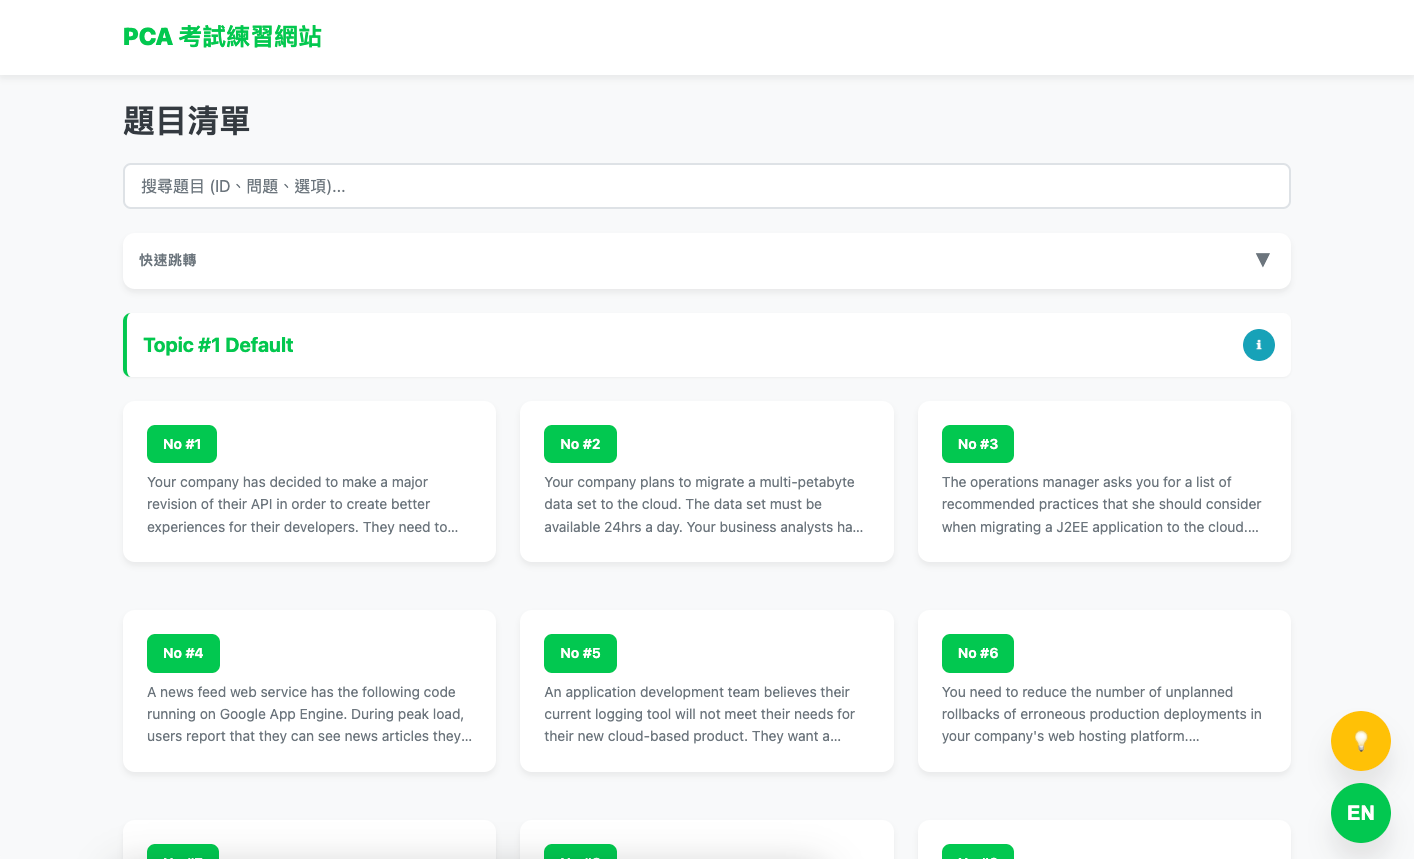 PCA 考試練習網站
題目清單
搜尋題目 (ID、問題、選項)...
快速跳轉
▼
Topic #1 Default
i
No #1
Your company has decided to make a major
revision of their API in order to create better
experiences for their developers. They need to...
No #2
Your company plans to migrate a multi-petabyte
data set to the cloud. The data set must be
available 24hrs a day. Your business analysts ha...
No #3
The operations manager asks you for a list of
recommended practices that she should consider
when migrating a J2EE application to the cloud....
No #4
A news feed web service has the following code
running on Google App Engine. During peak load,
users report that they can see news articles they...
No #5
An application development team believes their
current logging tool will not meet their needs for
their new cloud-based product. They want a...
No #6
You need to reduce the number of unplanned
rollbacks of erroneous production deployments in
your company's web hosting platform....
EN